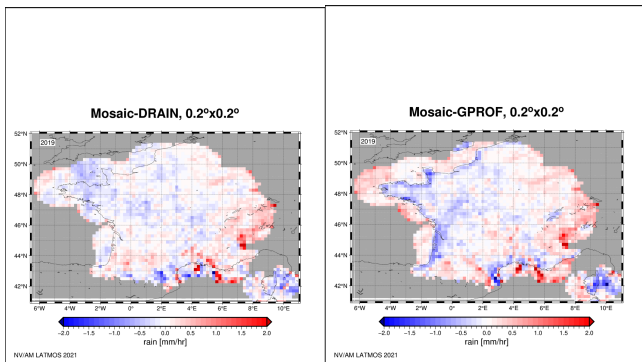 Mosaic-DRAIN, 0.2°x0.2°
52°N
2019
50°N
48°N
46°N
44°N
42°N
6°W 4°W 2°W 0° 2°E 4°E 6°E 8°E 10°E
-2.0 -1.5 -1.0 -0.5 0.0 0.5 1.0 1.5 2.0
rain [mm/hr]
NV/AM LATMOS 2021
Mosaic-GPROF, 0.2°x0.2°
52°N
2019
50°N
48°N
46°N
44°N
42°N
6°W 4°W 2°W 0° 2°E 4°E 6°E 8°E 10°E
-2.0 -1.5 -1.0 -0.5 0.0 0.5 1.0 1.5 2.0
rain [mm/hr]
NV/AM LATMOS 2021